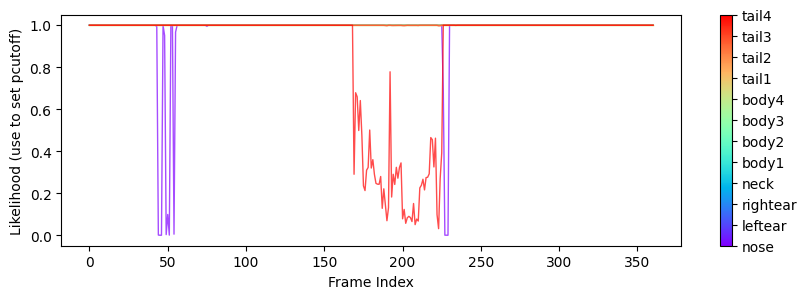 Likelihood (use to set pcutoff)
1.0
0.8
0.6
0.4
0.2
0.0
0 50 100 150 200 250 300 350
Frame Index
tail4
tail3
tail2
tail1
body4
body3
body2
body1
neck
rightear
leftear
nose